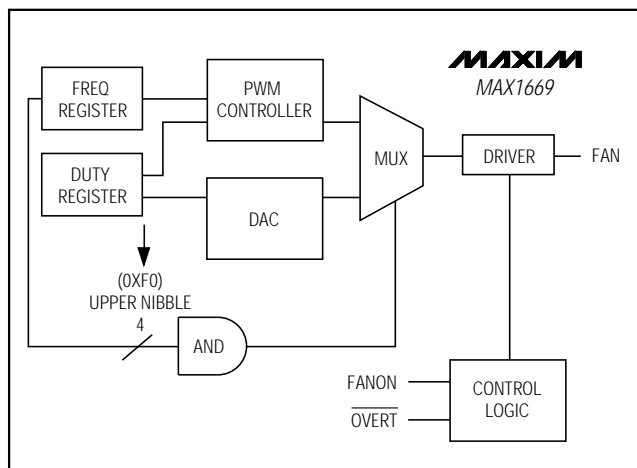 MAXIM
MAX1669
FREQ
REGISTER
PWM
CONTROLLER
MUX
DRIVER
FAN
DUTY
REGISTER
DAC
(0XF0)
UPPER NIBBLE
4
AND
FANON
OVERT
CONTROL
LOGIC